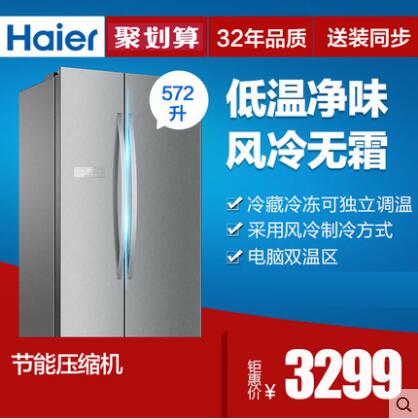 Haier 聚划算 32年品质 送装同步
572
升
低温净味
风冷无霜
冷藏冷冻可独立调温
采用风冷制冷方式
电脑双温区
节能压缩机
钜惠价 ¥ 3299